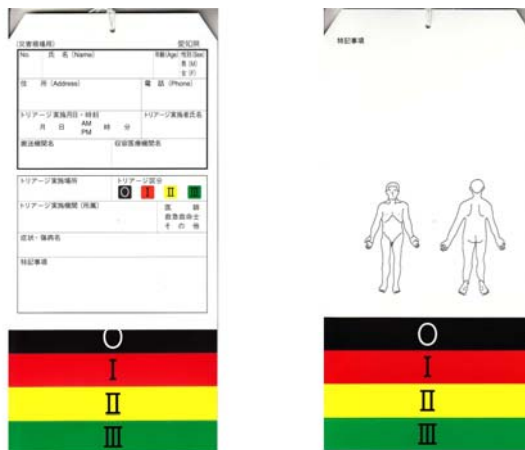 (災害現場用) 愛知県
No. 氏 名 (Name) 年齢(Age) 性別(Sex)
男 (M)
女 (F)
住 所 (Address) 電 話 (Phone)
トリアージ実施月日・時刻 トリアージ実施者氏名
月 日 AM 時 分
PM
搬送機関名 収容医療機関名
トリアージ実施場所 トリアージ区分
O I II III
トリアージ実施機関 (所属) 医 師
救急救命士
そ の 他
症状・傷病名
特記事項
O
I
II
III
特記事項
O
I
II
III